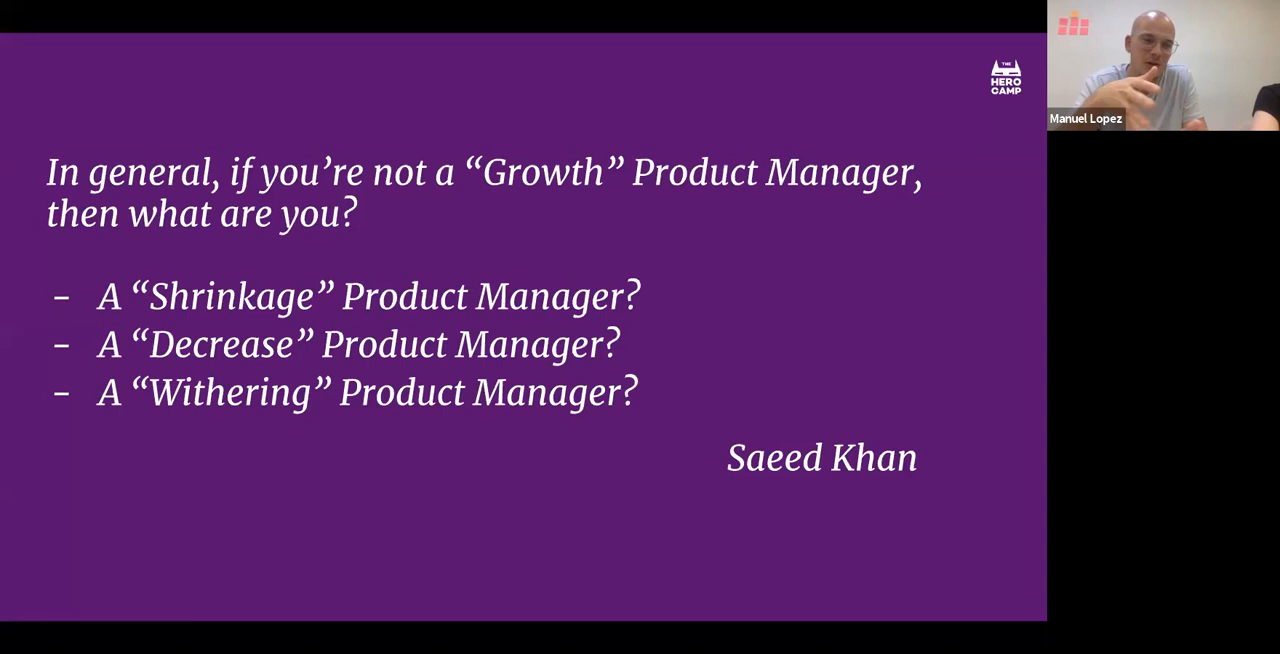 THE
HERO
CAMP
Manuel Lopez
In general, if you’re not a “Growth” Product Manager,
then what are you?
- A “Shrinkage” Product Manager?
- A “Decrease” Product Manager?
- A “Withering” Product Manager?
Saeed Khan